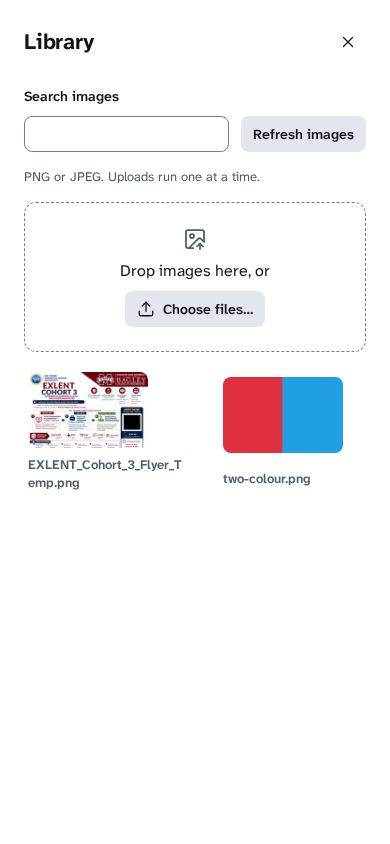 Library
Search images
Refresh images
PNG or JPEG. Uploads run one at a time.
Drop images here, or
Choose files...
EXLENT
COHORT 3
BAGLEY
EXLENT_Cohort_3_Flyer_T
emp.png
two-colour.png